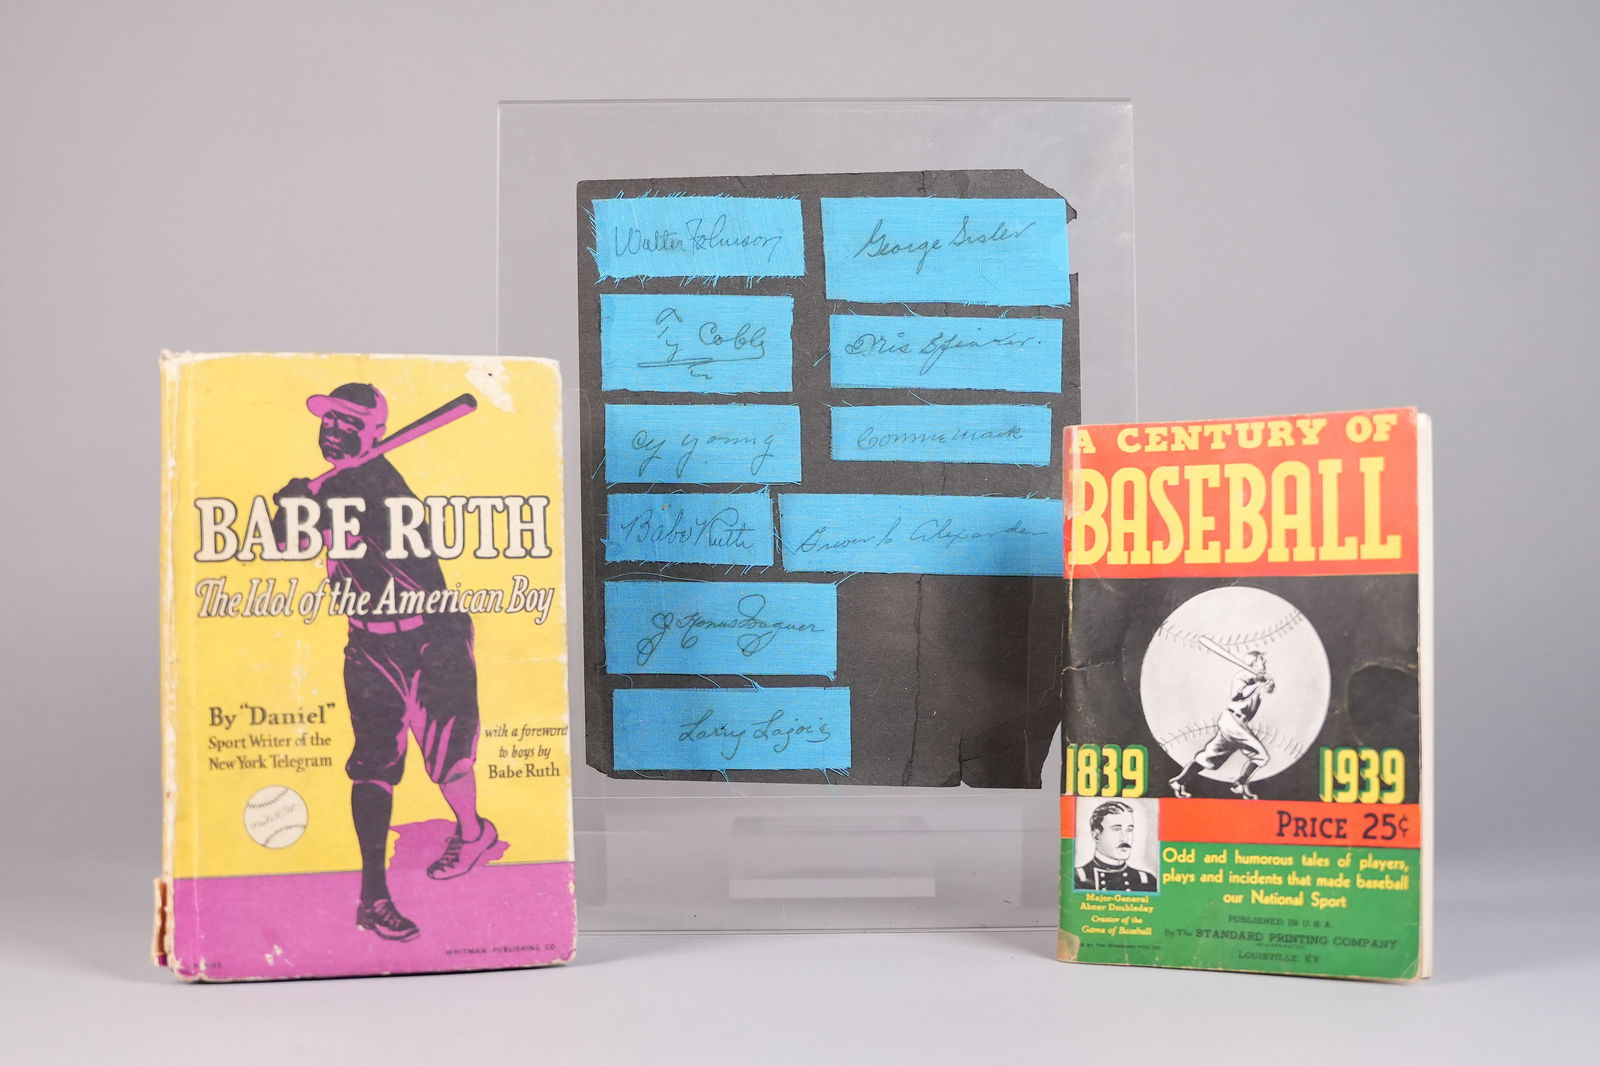 BABE RUTH
The Idol of the American Boy
By "Daniel"
Sport Writer of the
New York Telegram
with a foreword
to boys by
Babe Ruth
WHITMAN PUBLISHING CO.
Walter Johnson
Ty Cobb
Cy Young
Babe Ruth
J Honus Wagner
Larry Lajoie
George Sisler
Tris Speaker.
Connie Mack
Grover C Alexander
A CENTURY OF
BASEBALL
1839
1939
PRICE 25¢
Odd and humorous tales of players,
plays and incidents that made baseball
our National Sport
Major-General
Abner Doubleday
Creator of the
Game of Baseball
PUBLISHED IN U.S.A.
By The STANDARD PRINTING COMPANY
INCORPORATED
LOUISVILLE, KY.